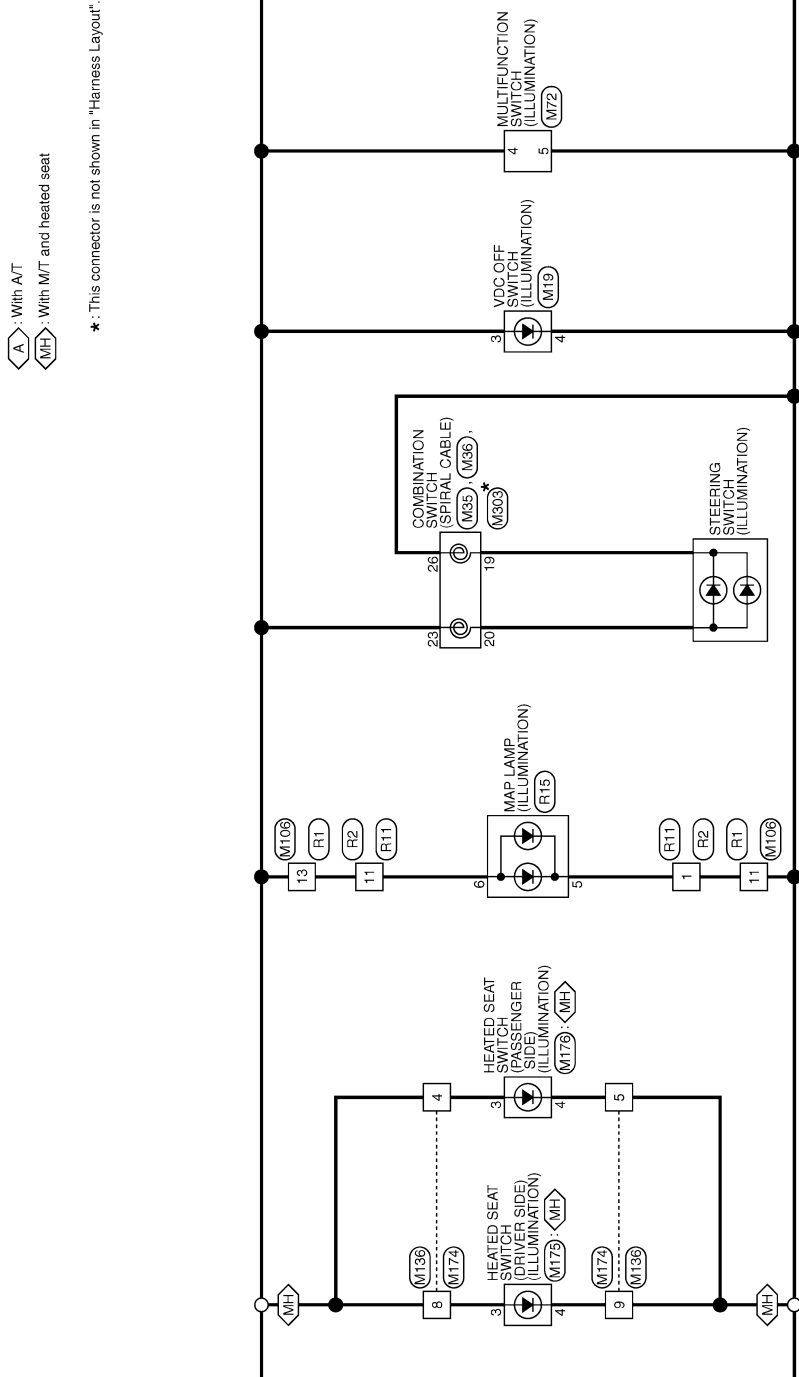 A : With A/T
MH : With M/T and heated seat
* : This connector is not shown in "Harness Layout".
MH
8
M136
M174
3
HEATED SEAT
SWITCH
(DRIVER SIDE)
(ILLUMINATION)
M175 : MH
4
9
M174
M136
MH
4
3
HEATED SEAT
SWITCH
(PASSENGER
SIDE)
(ILLUMINATION)
M176 : MH
4
5
13
M106
R1
11
R2
R11
6
MAP LAMP
(ILLUMINATION)
R15
5
1
R11
R2
11
R1
M106
23
26
COMBINATION
SWITCH
(SPIRAL CABLE)
M35 , M36 ,
M303 *
20
19
STEERING
SWITCH
(ILLUMINATION)
3
VDC OFF
SWITCH
(ILLUMINATION)
M19
4
4
MULTIFUNCTION
SWITCH
(ILLUMINATION)
M72
5